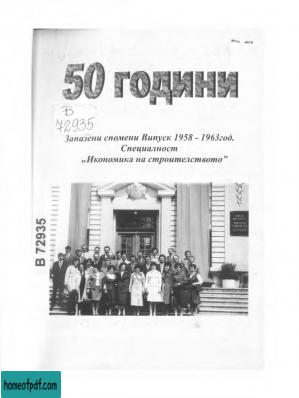 50 години
В
72935
Запазени спомени Випуск 1958 - 1963год.
Специалност
„Икономика на строителството”
В 72935
homeofpdf.com